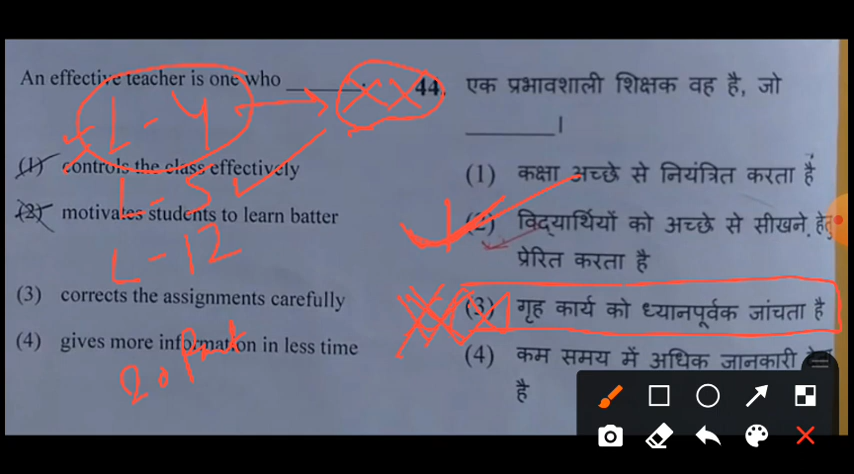 An effective teacher is one who ______.
(1) controls the class effectively
(2) motivates students to learn batter
(3) corrects the assignments carefully
(4) gives more information in less time
L - 4
L - 5
L - 12
20 Part
XX
44. एक प्रभावशाली शिक्षक वह है, जो
______।
(1) कक्षा अच्छे से नियंत्रित करता है
(2) विद्यार्थियों को अच्छे से सीखने हेतु
प्रेरित करता है
(3) गृह कार्य को ध्यानपूर्वक जांचता है
(4) कम समय में अधिक जानकारी
है